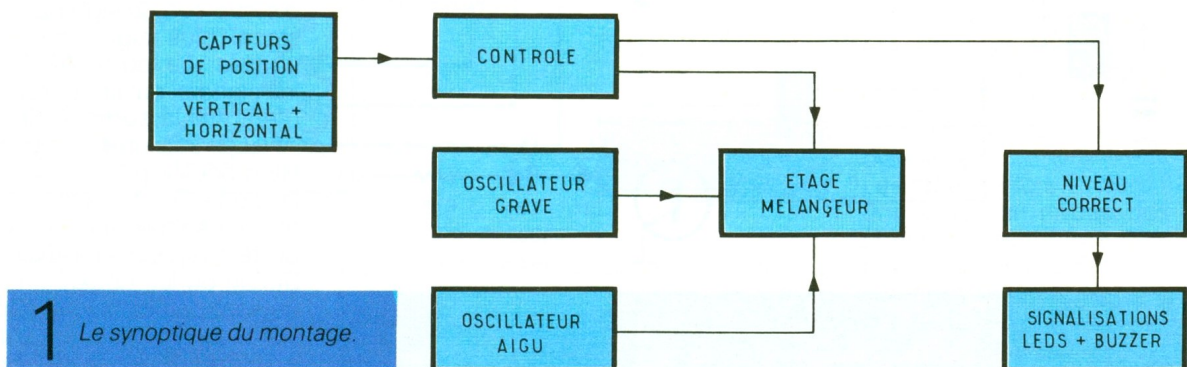 CAPTEURS
DE POSITION
VERTICAL +
HORIZONTAL
CONTROLE
OSCILLATEUR
GRAVE
ETAGE
MELANÇEUR
NIVEAU
CORRECT
OSCILLATEUR
AIGU
SIGNALISATIONS
LEDS + BUZZER
1 Le synoptique du montage.